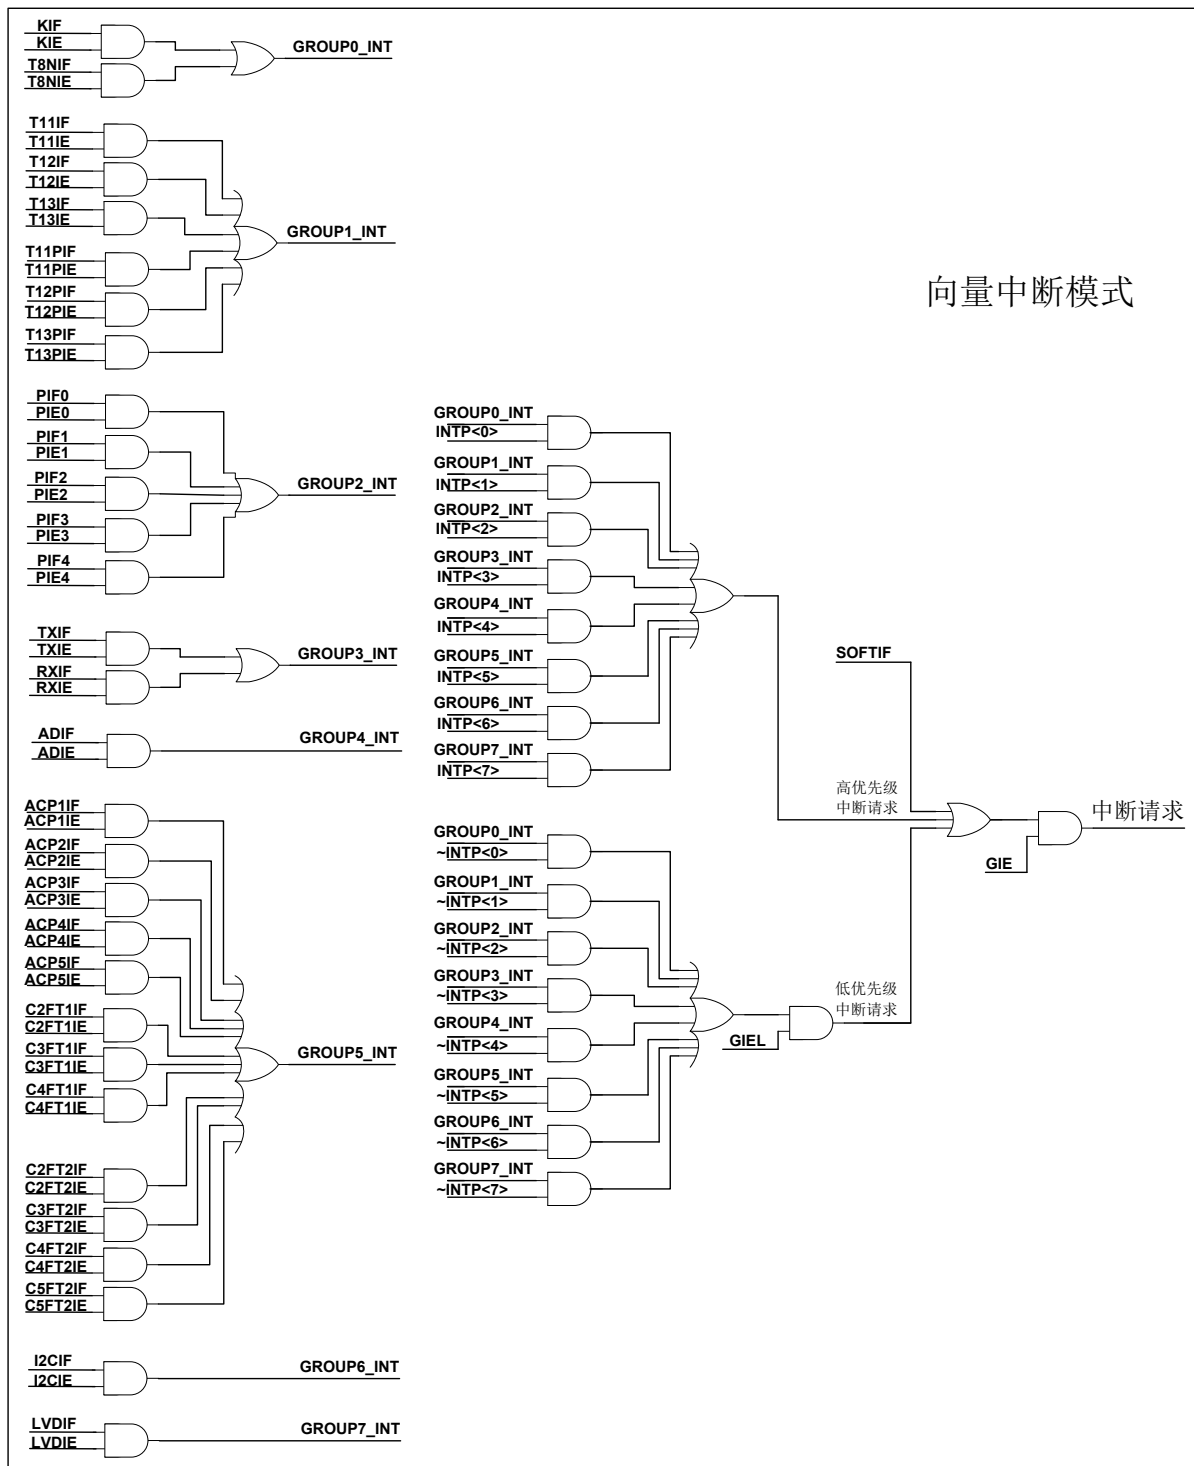 KIF
KIE
T8NIF
T8NIE
GROUP0_INT
T11IF
T11IE
T12IF
T12IE
T13IF
T13IE
T11PIF
T11PIE
T12PIF
T12PIE
T13PIF
T13PIE
GROUP1_INT
向量中断模式
PIF0
PIE0
PIF1
PIE1
PIF2
PIE2
PIF3
PIE3
PIF4
PIE4
GROUP2_INT
TXIF
TXIE
RXIF
RXIE
GROUP3_INT
ADIF
ADIE
GROUP4_INT
ACP1IF
ACP1IE
ACP2IF
ACP2IE
ACP3IF
ACP3IE
ACP4IF
ACP4IE
ACP5IF
ACP5IE
C2FT1IF
C2FT1IE
C3FT1IF
C3FT1IE
C4FT1IF
C4FT1IE
C2FT2IF
C2FT2IE
C3FT2IF
C3FT2IE
C4FT2IF
C4FT2IE
C5FT2IF
C5FT2IE
GROUP5_INT
I2CIF
I2CIE
GROUP6_INT
LVDIF
LVDIE
GROUP7_INT
GROUP0_INT
INTP<0>
GROUP1_INT
INTP<1>
GROUP2_INT
INTP<2>
GROUP3_INT
INTP<3>
GROUP4_INT
INTP<4>
GROUP5_INT
INTP<5>
GROUP6_INT
INTP<6>
GROUP7_INT
INTP<7>
GROUP0_INT
~INTP<0>
GROUP1_INT
~INTP<1>
GROUP2_INT
~INTP<2>
GROUP3_INT
~INTP<3>
GROUP4_INT
~INTP<4>
GROUP5_INT
~INTP<5>
GROUP6_INT
~INTP<6>
GROUP7_INT
~INTP<7>
GIEL
SOFTIF
高优先级
中断请求
低优先级
中断请求
GIE
中断请求